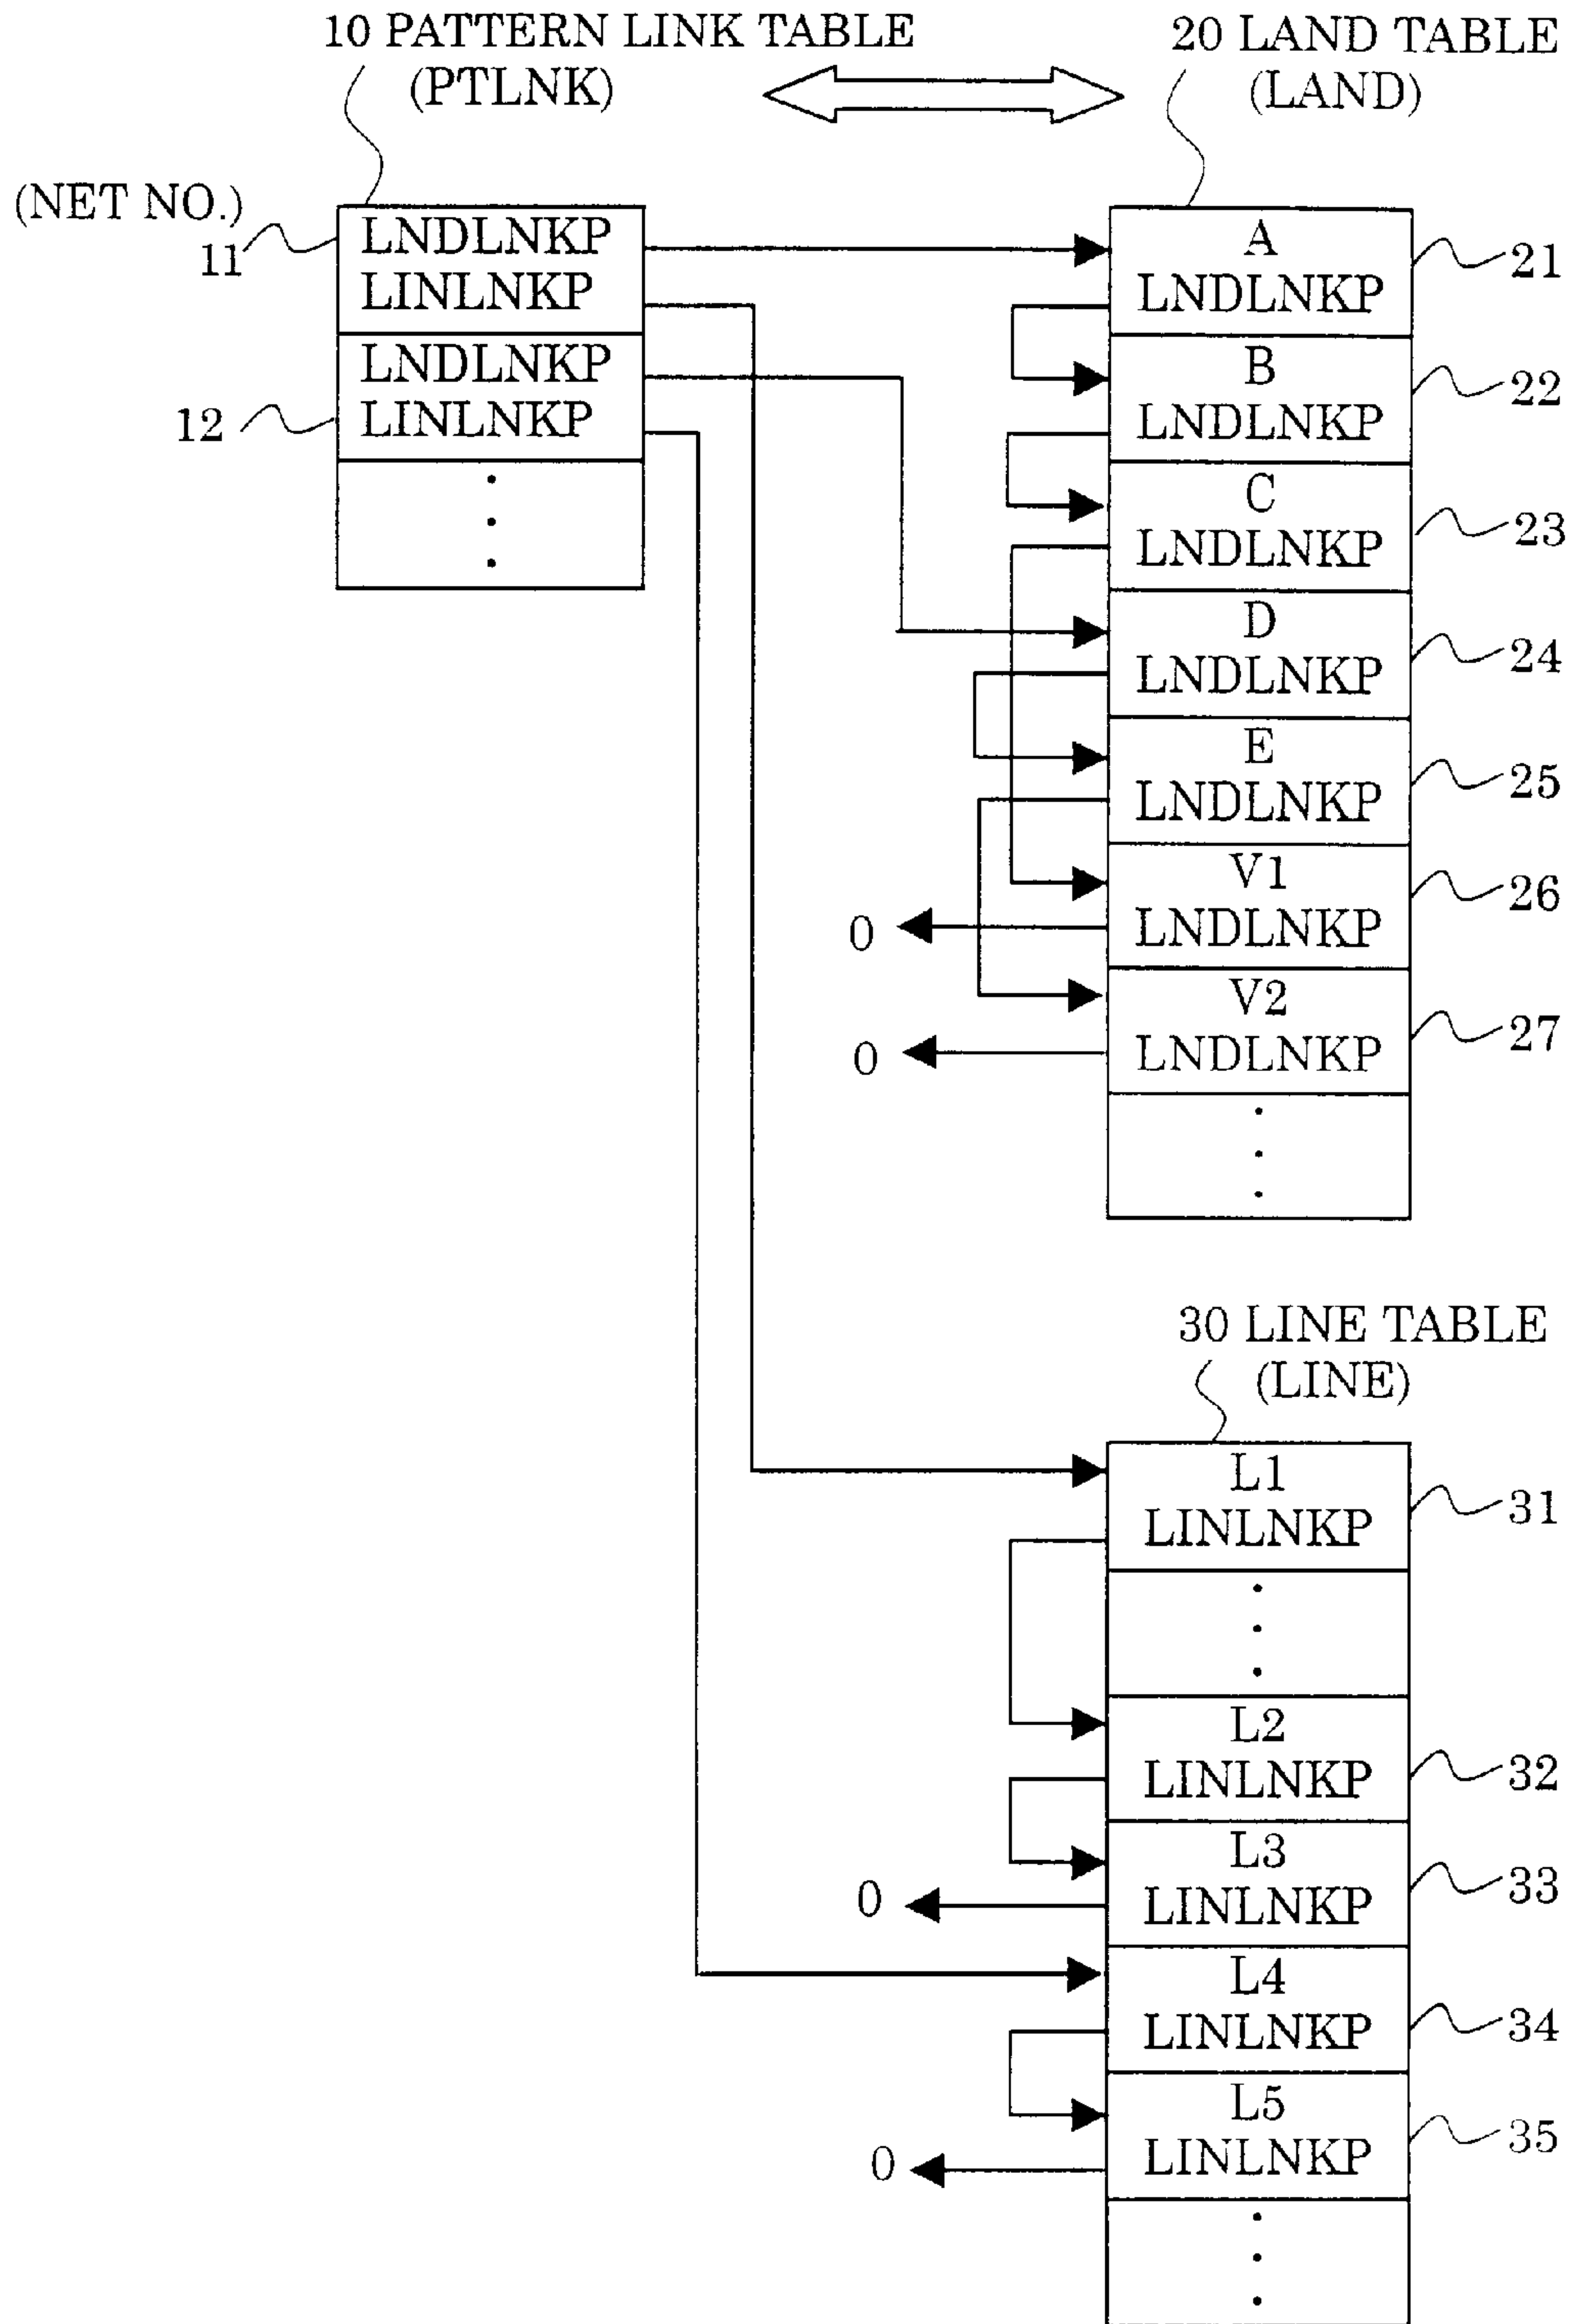 10 PATTERN LINK TABLE
(PTLNK)
20 LAND TABLE
(LAND)
(NET NO.)
11
LNDLNKP
LINLNKP
12
LNDLNKP
LINLNKP
A
LNDLNKP
21
B
LNDLNKP
22
C
LNDLNKP
23
D
LNDLNKP
24
E
LNDLNKP
25
V1
LNDLNKP
26
0
V2
LNDLNKP
27
0
30 LINE TABLE
(LINE)
L1
LINLNKP
31
L2
LINLNKP
32
L3
LINLNKP
33
0
L4
LINLNKP
34
L5
LINLNKP
35
0